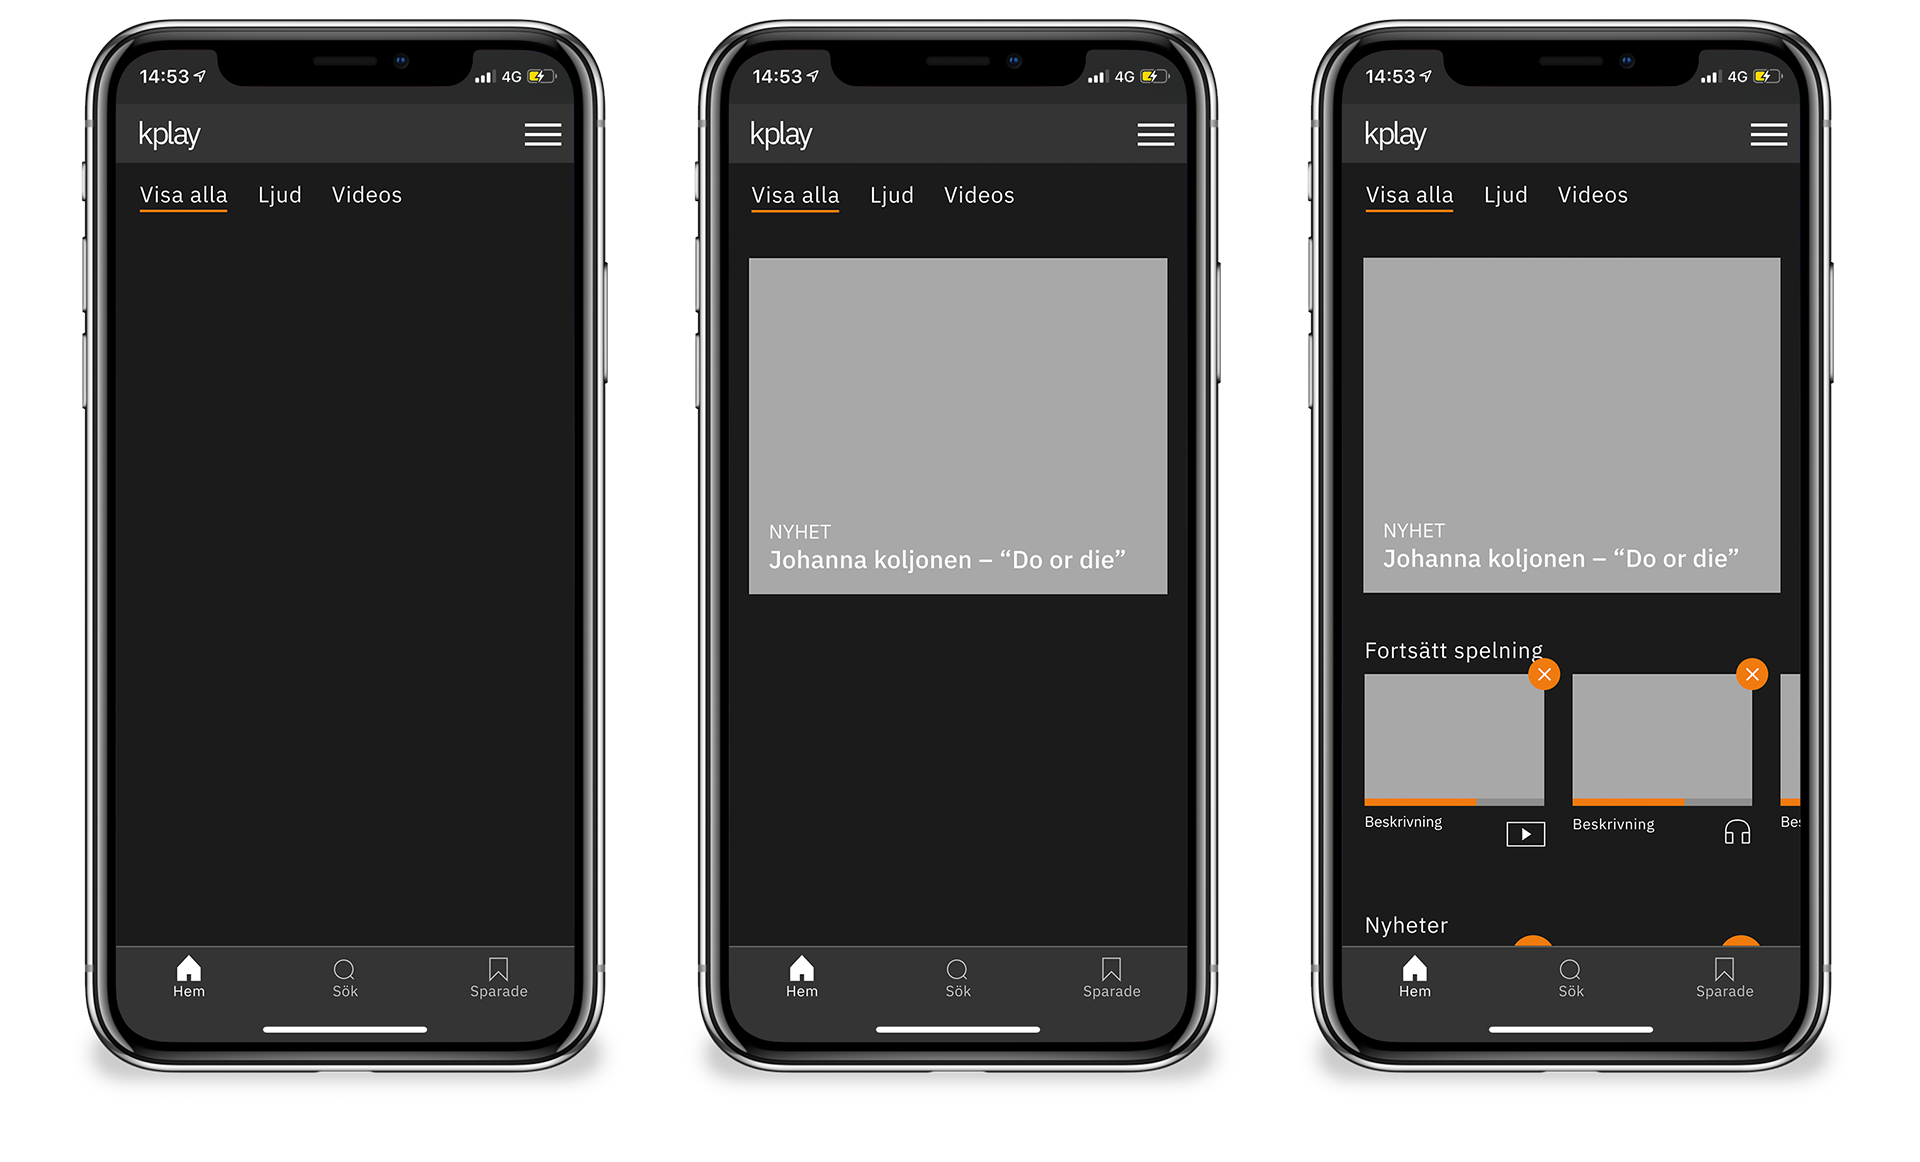 14:53 4G
kplay
Visa alla Ljud Videos
Hem Sök Sparade
14:53 4G
kplay
Visa alla Ljud Videos
NYHET
Johanna koljonen – “Do or die”
Hem Sök Sparade
14:53 4G
kplay
Visa alla Ljud Videos
NYHET
Johanna koljonen – “Do or die”
Fortsätt spelning
Beskrivning Beskrivning Bes
Nyheter
Hem Sök Sparade